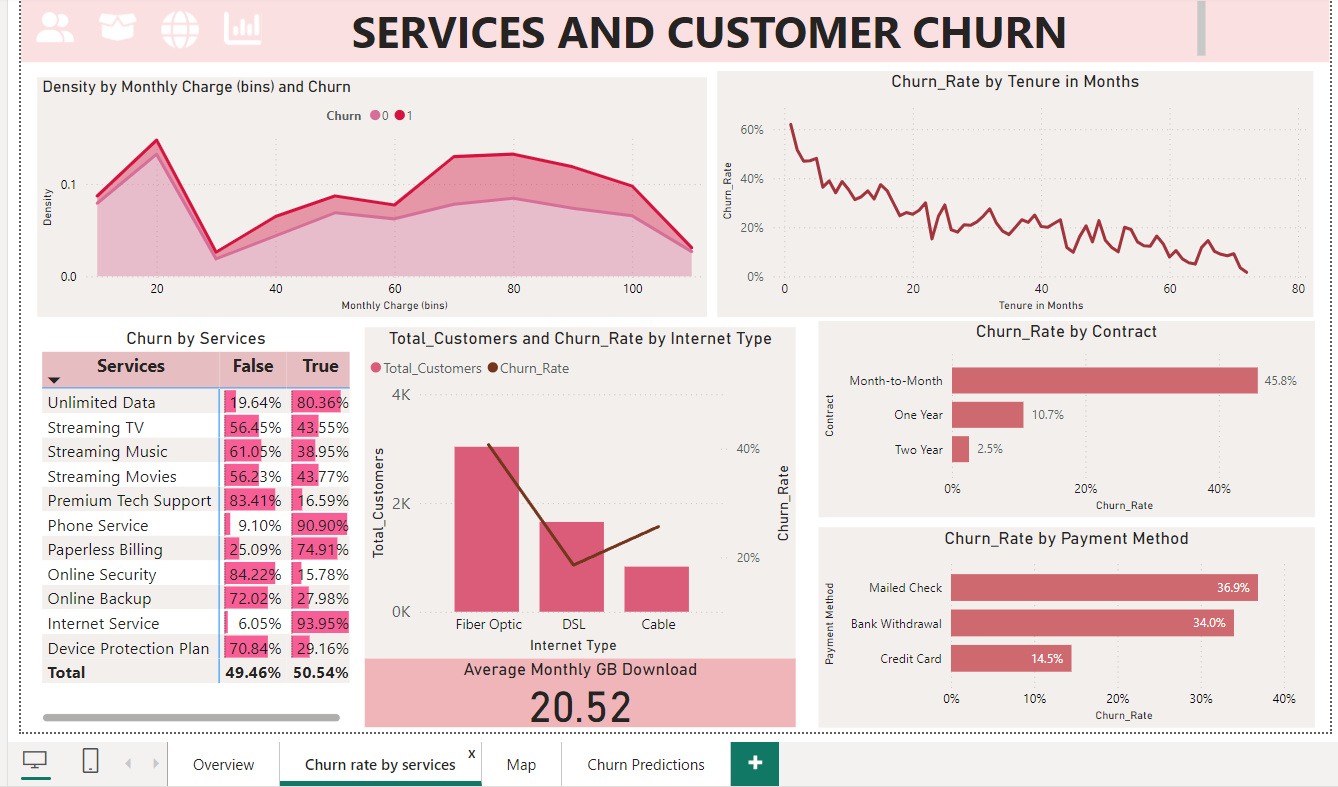 SERVICES AND CUSTOMER CHURN
Density by Monthly Charge (bins) and Churn
Churn 0 1
Density
0.1
0.0
20 40 60 80 100
Monthly Charge (bins)
Churn_Rate by Tenure in Months
Churn_Rate
60%
40%
20%
0%
0 20 40 60 80
Tenure in Months
Churn by Services
Services False True
Unlimited Data 19.64% 80.36%
Streaming TV 56.45% 43.55%
Streaming Music 61.05% 38.95%
Streaming Movies 56.23% 43.77%
Premium Tech Support 83.41% 16.59%
Phone Service 9.10% 90.90%
Paperless Billing 25.09% 74.91%
Online Security 84.22% 15.78%
Online Backup 72.02% 27.98%
Internet Service 6.05% 93.95%
Device Protection Plan 70.84% 29.16%
Total 49.46% 50.54%
Total_Customers and Churn_Rate by Internet Type
Total_Customers Churn_Rate
Total_Customers
4K
2K
0K
40%
20%
Churn_Rate
Fiber Optic DSL Cable
Internet Type
Average Monthly GB Download
20.52
Churn_Rate by Contract
Contract
Month-to-Month 45.8%
One Year 10.7%
Two Year 2.5%
0% 20% 40%
Churn_Rate
Churn_Rate by Payment Method
Payment Method
Mailed Check 36.9%
Bank Withdrawal 34.0%
Credit Card 14.5%
0% 10% 20% 30% 40%
Churn_Rate
Overview
Churn rate by services x
Map
Churn Predictions
+